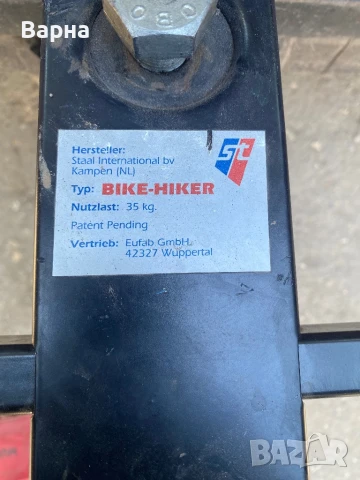 Варна
Hersteller:
Staal International bv
Kampen (NL)
Typ: BIKE-HIKER
Nutzlast: 35 kg.
Patent Pending
Vertrieb: Eufab GmbH,
42327 Wuppertal
BAZAR
bg